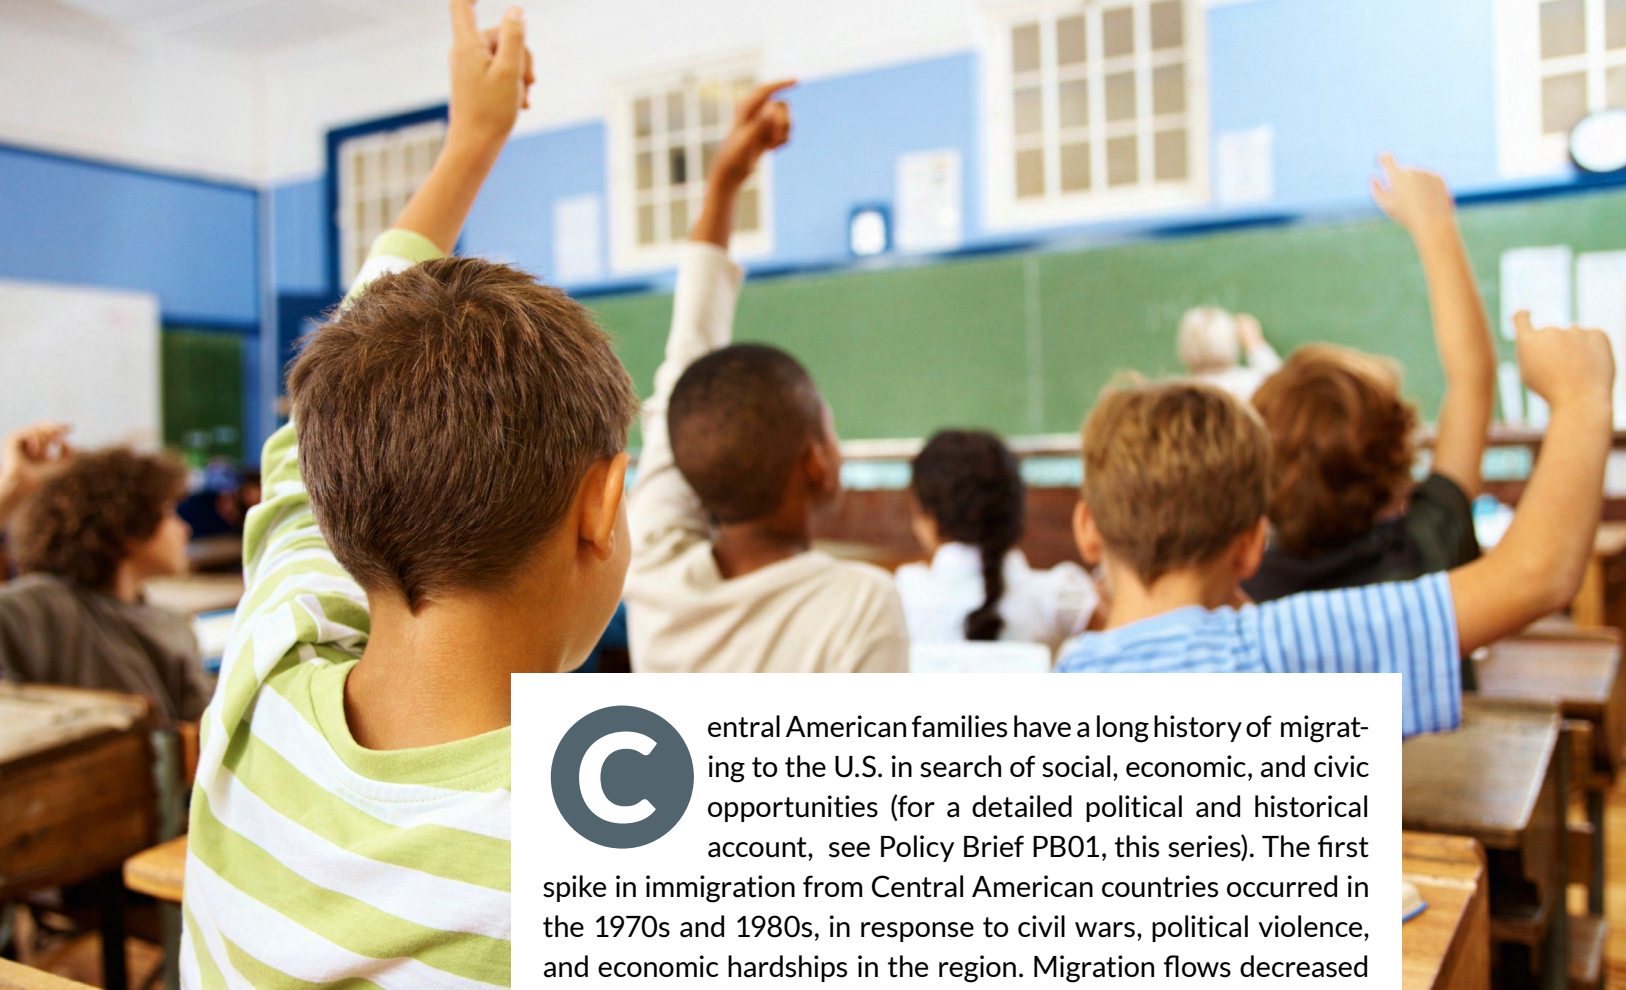 Central American families have a long history of migrat-
ing to the U.S. in search of social, economic, and civic
opportunities (for a detailed political and historical
account, see Policy Brief PB01, this series). The first
spike in immigration from Central American countries occurred in
the 1970s and 1980s, in response to civil wars, political violence,
and economic hardships in the region. Migration flows decreased